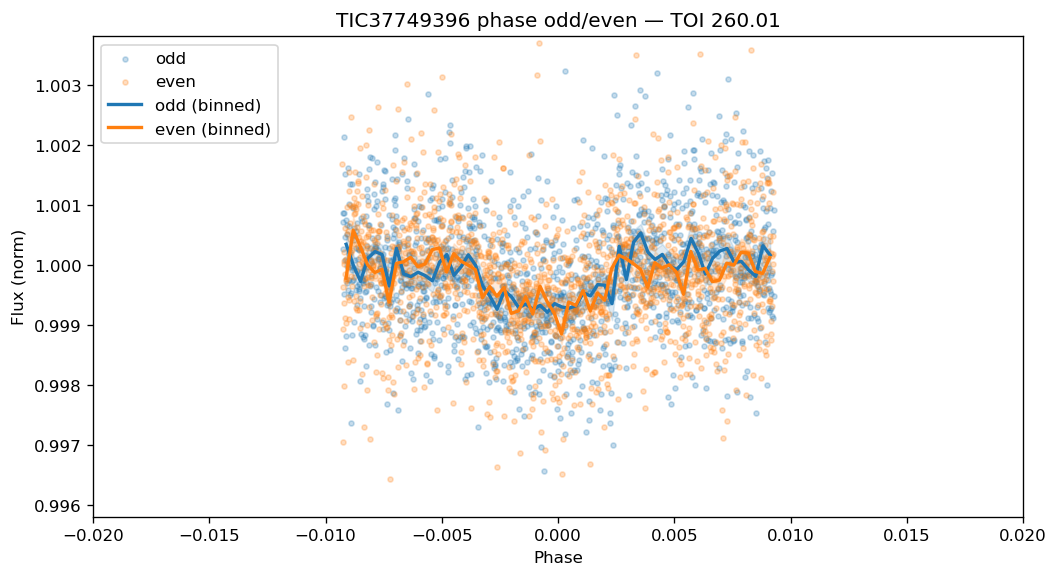 TIC37749396 phase odd/even — TOI 260.01
odd
even
odd (binned)
even (binned)
Flux (norm)
1.003
1.002
1.001
1.000
0.999
0.998
0.997
0.996
−0.020 −0.015 −0.010 −0.005 0.000 0.005 0.010 0.015 0.020
Phase